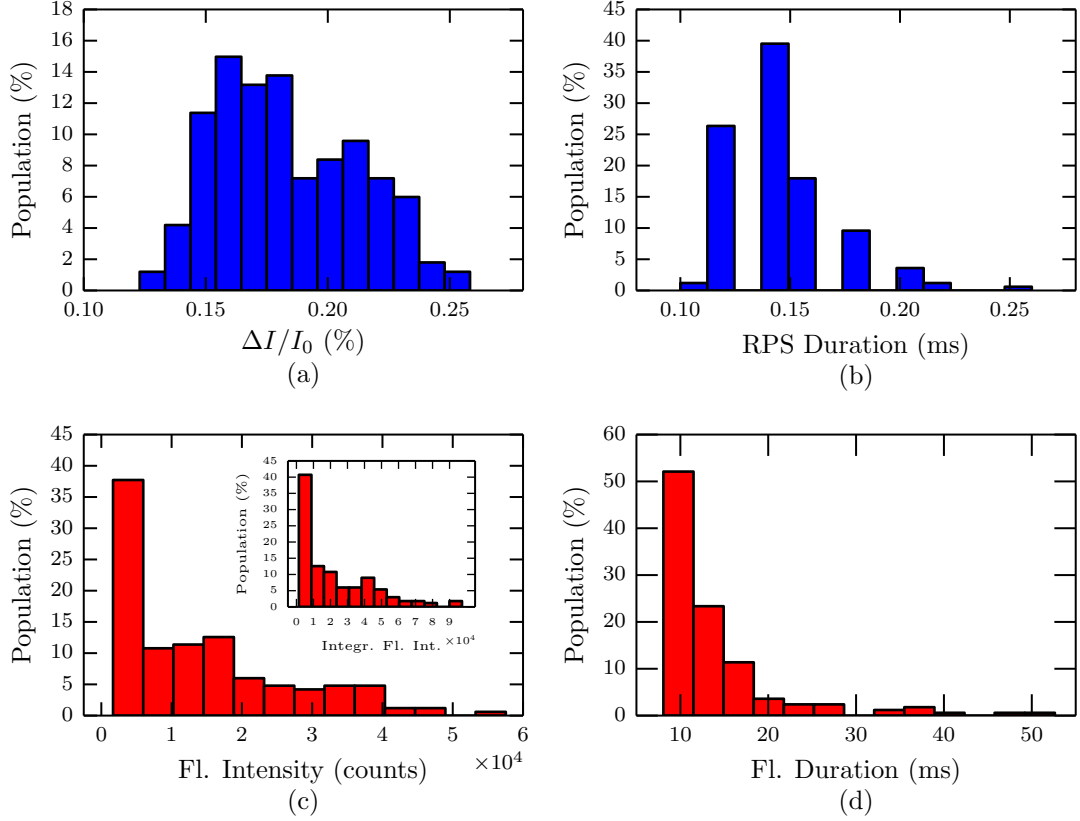 18
16
14
12
10
8
6
4
2
0
Population (%)
0.10 0.15 0.20 0.25
ΔI/I₀ (%)
(a)
45
40
35
30
25
20
15
10
5
0
Population (%)
0.10 0.15 0.20 0.25
RPS Duration (ms)
(b)
45
40
35
30
25
20
15
10
5
0
Population (%)
0 1 2 3 4 5 6
×10⁴
Fl. Intensity (counts)
(c)
45
40
35
30
25
20
15
10
5
0
Population (%)
0 1 2 3 4 5 6 7 8 9
×10⁴
Integr. Fl. Int.
60
50
40
30
20
10
0
Population (%)
10 20 30 40 50
Fl. Duration (ms)
(d)